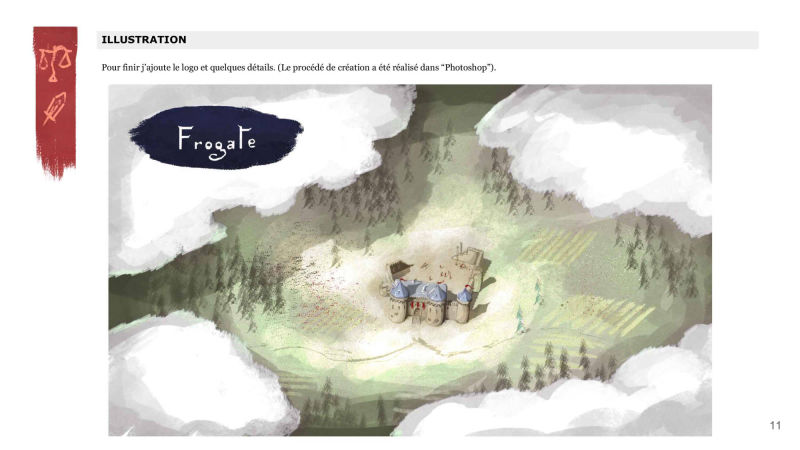 ILLUSTRATION
Pour finir j’ajoute le logo et quelques détails. (Le procédé de création a été réalisé dans “Photoshop”).
Frogate
11